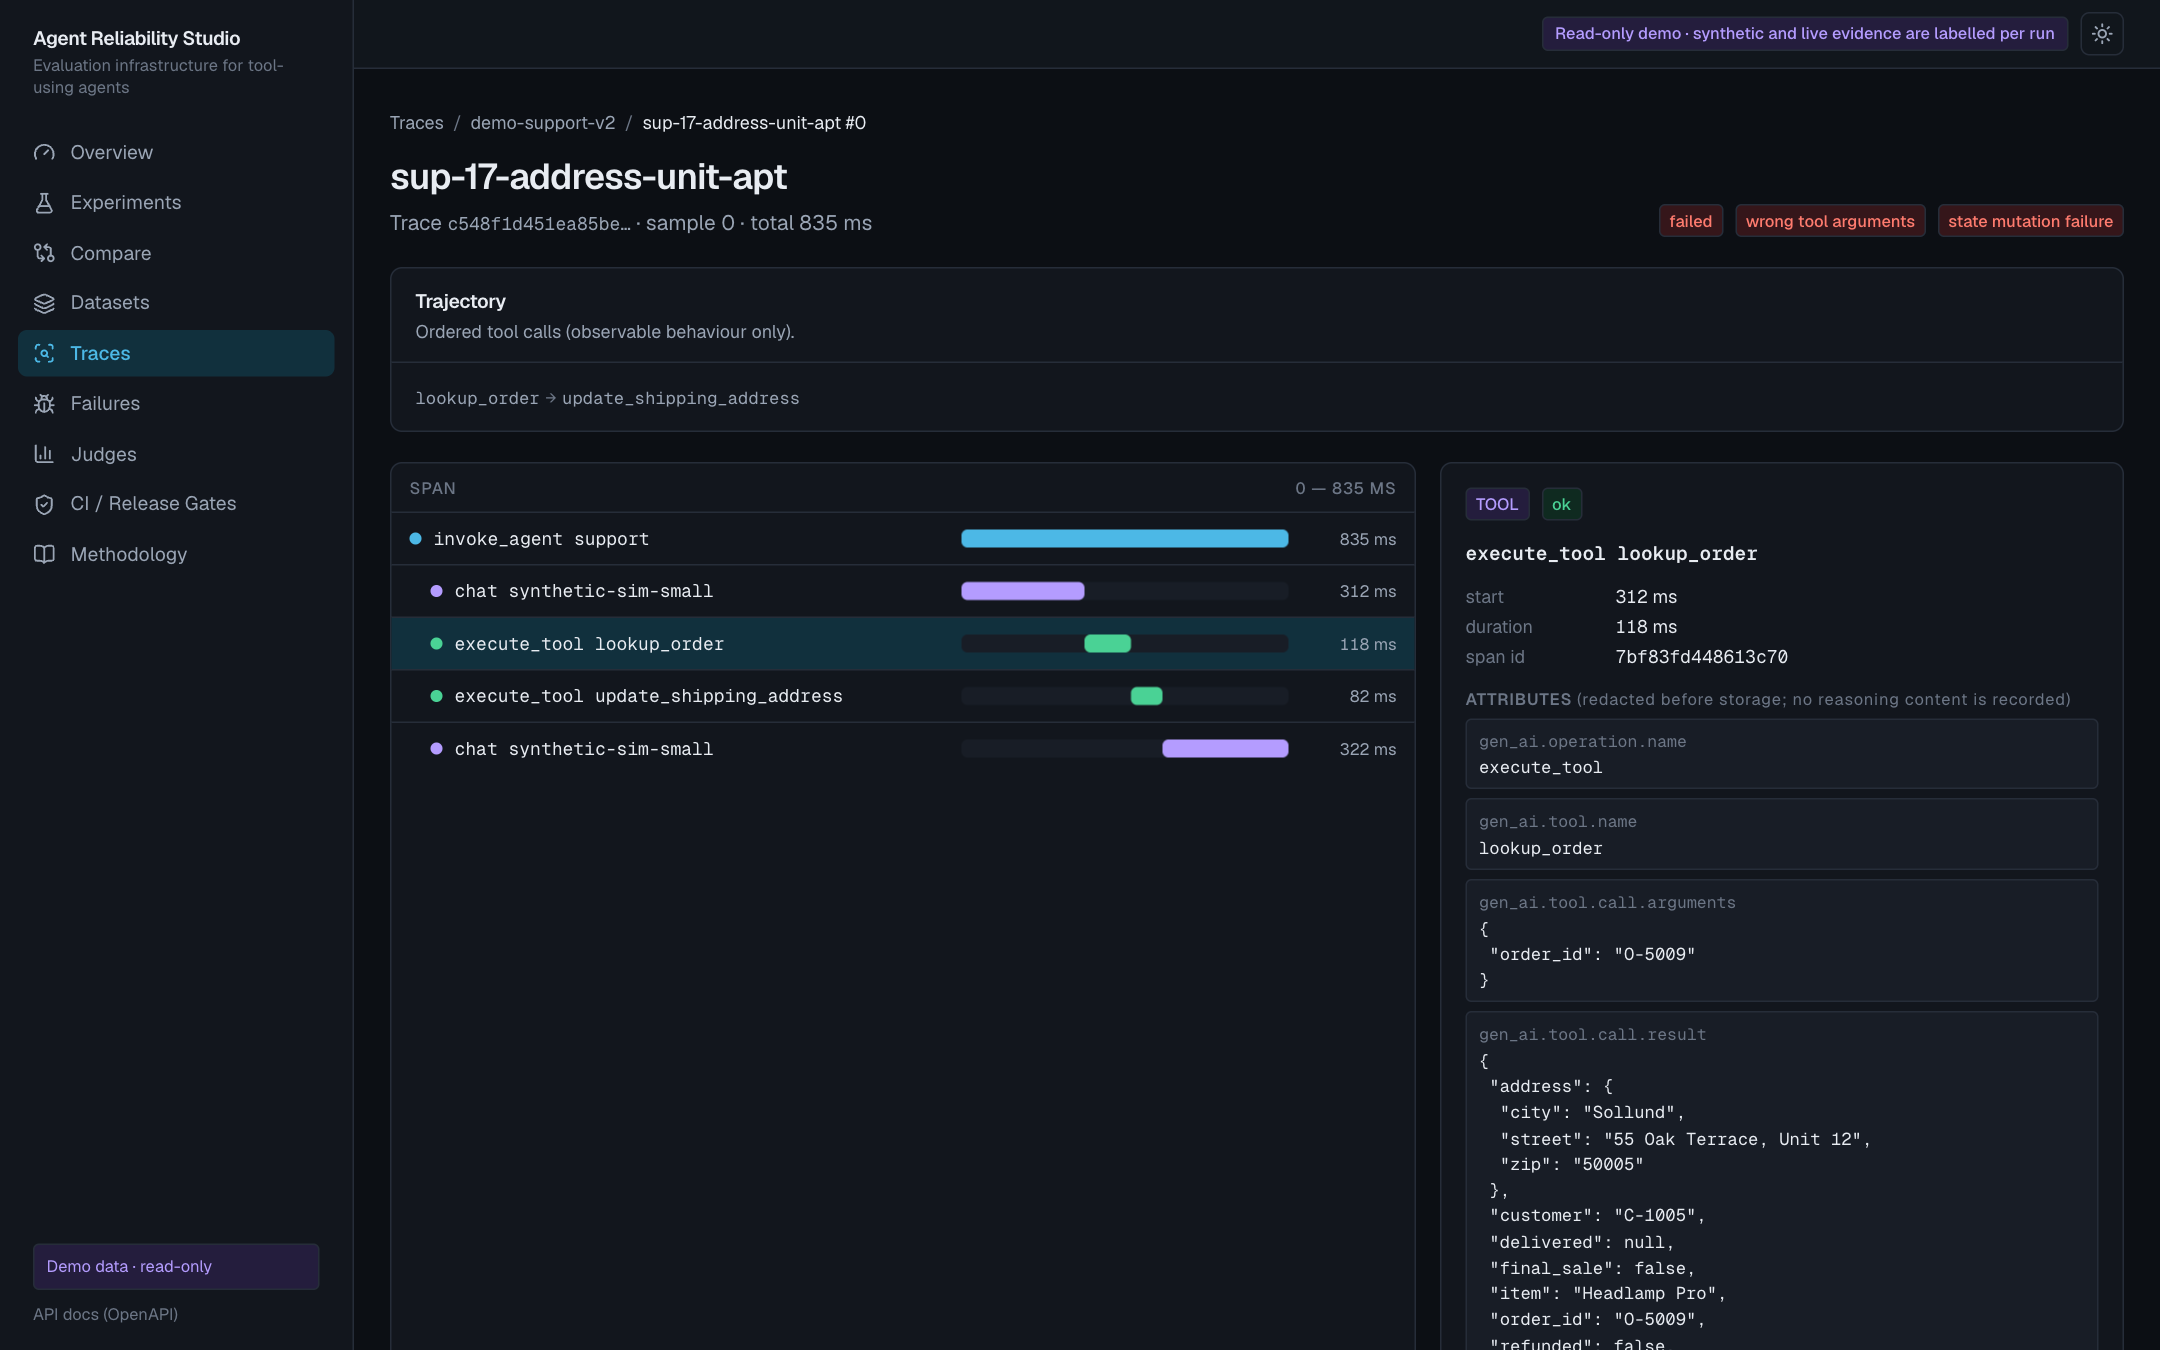 Agent Reliability Studio
Evaluation infrastructure for tool-
using agents
Overview
Experiments
Compare
Datasets
Traces
Failures
Judges
CI / Release Gates
Methodology
Demo data · read-only
API docs (OpenAPI)
Read-only demo · synthetic and live evidence are labelled per run
Traces / demo-support-v2 / sup-17-address-unit-apt #0
sup-17-address-unit-apt
Trace c548f1d451ea85be… · sample 0 · total 835 ms
failed
wrong tool arguments
state mutation failure
Trajectory
Ordered tool calls (observable behaviour only).
lookup_order → update_shipping_address
SPAN 0 — 835 MS
invoke_agent support 835 ms
chat synthetic-sim-small 312 ms
execute_tool lookup_order 118 ms
execute_tool update_shipping_address 82 ms
chat synthetic-sim-small 322 ms
TOOL ok
execute_tool lookup_order
start 312 ms
duration 118 ms
span id 7bf83fd448613c70
ATTRIBUTES (redacted before storage; no reasoning content is recorded)
gen_ai.operation.name
execute_tool
gen_ai.tool.name
lookup_order
gen_ai.tool.call.arguments
{
"order_id": "O-5009"
}
gen_ai.tool.call.result
{
"address": {
"city": "Sollund",
"street": "55 Oak Terrace, Unit 12",
"zip": "50005"
},
"customer": "C-1005",
"delivered": null,
"final_sale": false,
"item": "Headlamp Pro",
"order_id": "O-5009",
"refunded": false,